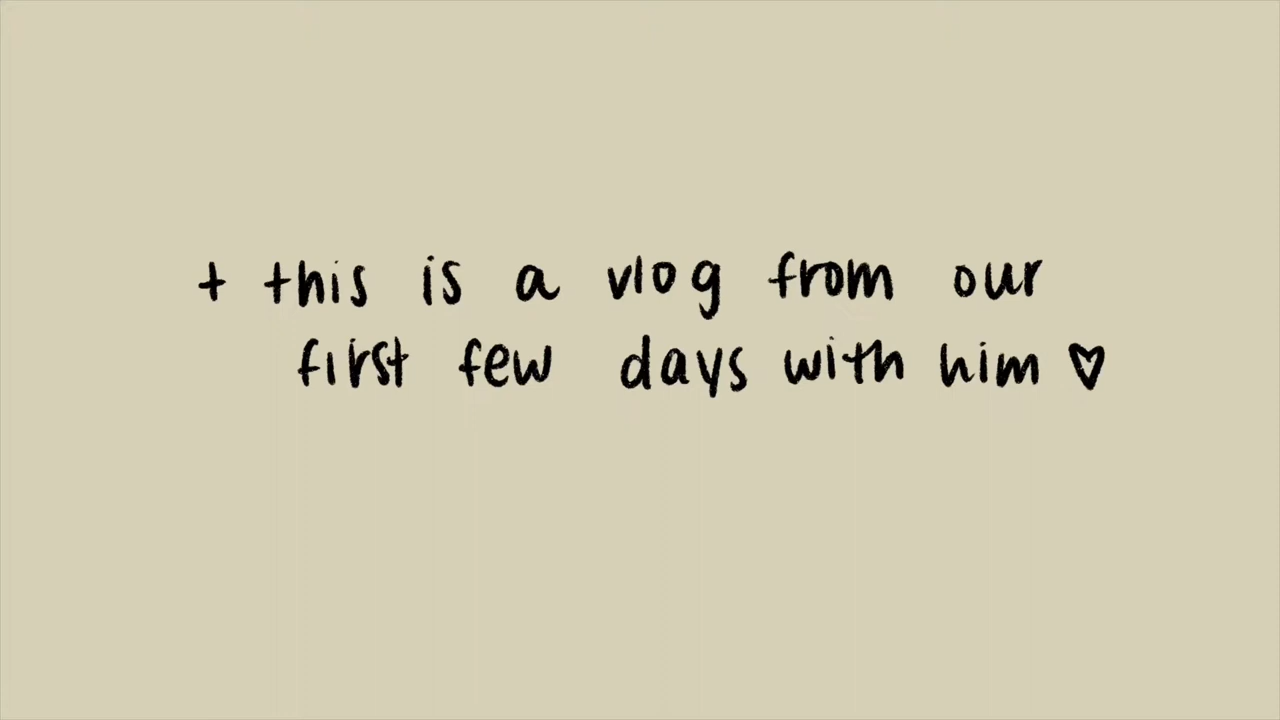 + this is a vlog from our
first few days with him ♡